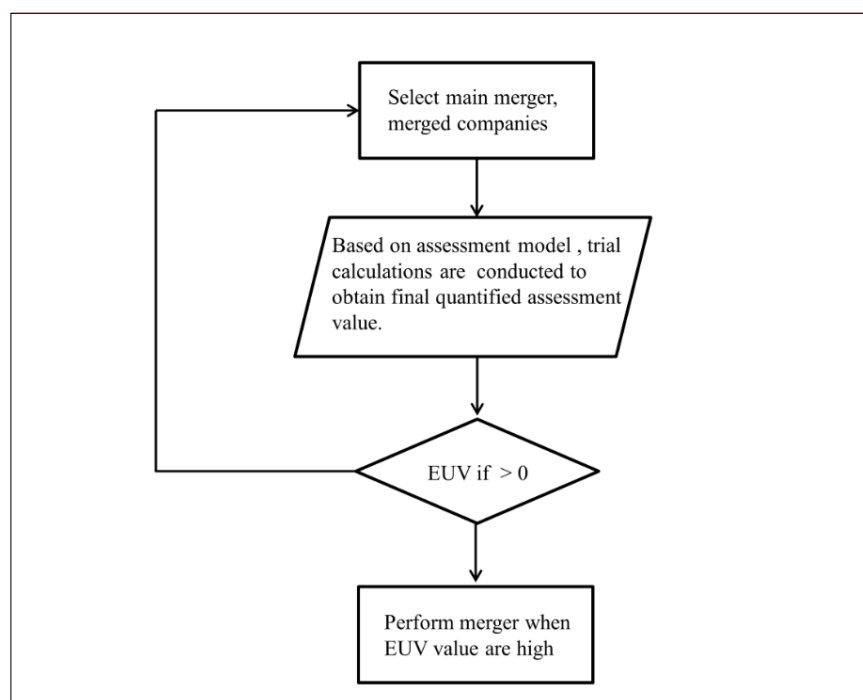 Select main merger,
merged companies
Based on assessment model , trial
calculations are conducted to
obtain final quantified assessment
value.
EUV if > 0
Perform merger when
EUV value are high